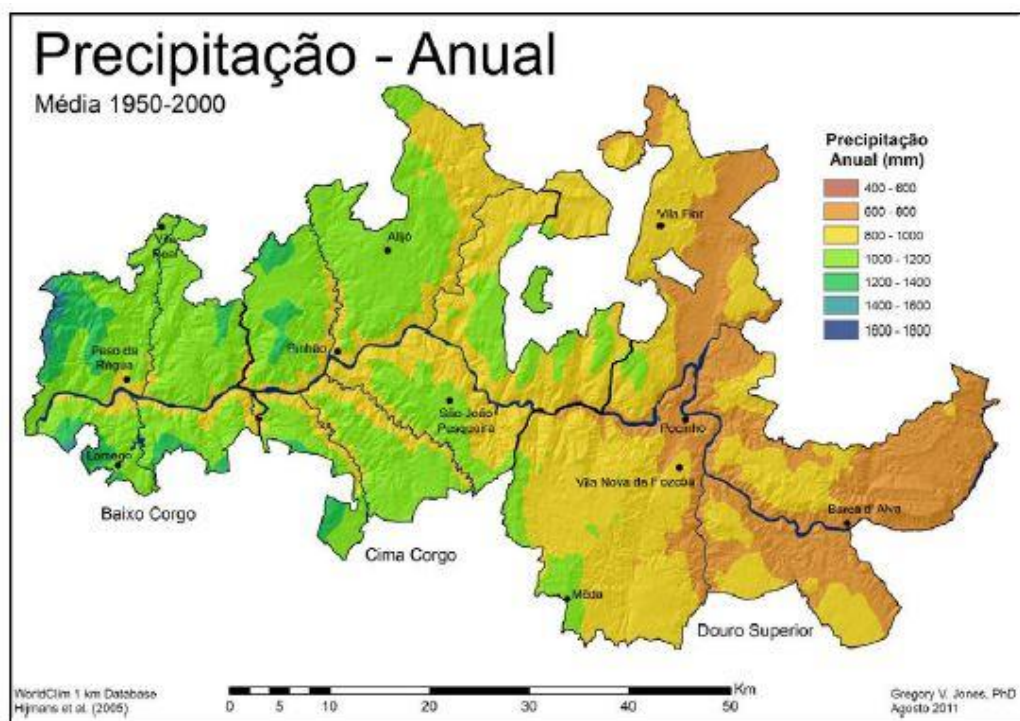 Precipitação - Anual
Média 1950-2000
Precipitação
Anual (mm)
400 - 600
600 - 800
800 - 1000
1000 - 1200
1200 - 1400
1400 - 1600
1600 - 1800
Vila Flor
Vila
Real
Alijó
Peso da
Régua
Pinhão
São João
Pesqueira
Pocinho
Lamego
Vila Nova de Fozcôa
Barca d' Alva
Baixo Corgo
Cima Corgo
Mêda
Douro Superior
WorldClim 1 km Database
Hijmans et al. (2005)
0 5 10 20 30 40 50
Km
Gregory V. Jones, PhD
Agosto 2011